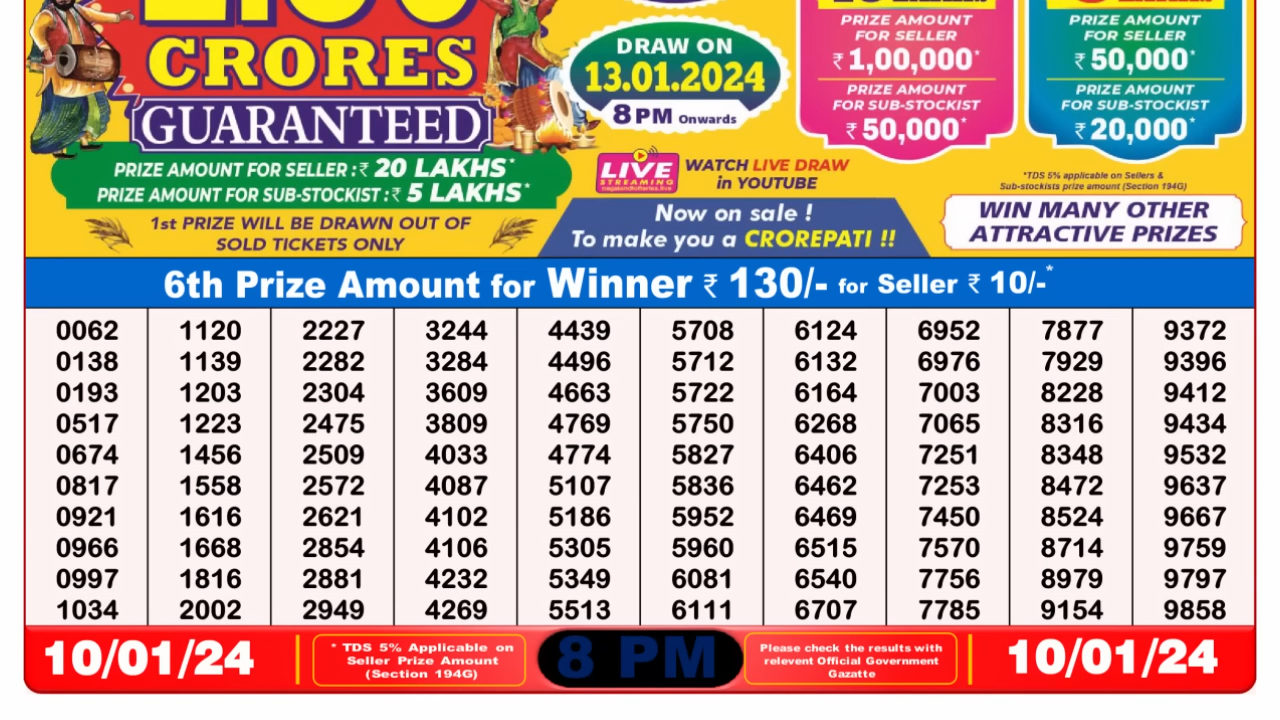 CRORES
GUARANTEED
PRIZE AMOUNT FOR SELLER :₹ 20 LAKHS*
PRIZE AMOUNT FOR SUB-STOCKIST :₹ 5 LAKHS*
1st PRIZE WILL BE DRAWN OUT OF
SOLD TICKETS ONLY
DRAW ON
13.01.2024
8 PM Onwards
LIVE
STREAMING
WATCH LIVE DRAW
in YOUTUBE
Now on sale !
To make you a CROREPATI !!
PRIZE AMOUNT
FOR SELLER
₹ 1,00,000*
PRIZE AMOUNT
FOR SUB-STOCKIST
₹ 50,000*
PRIZE AMOUNT
FOR SELLER
₹ 50,000*
PRIZE AMOUNT
FOR SUB-STOCKIST
₹ 20,000*
*TDS 5% applicable on Sellers &
Sub-stockists prize amount (Section 194G)
WIN MANY OTHER
ATTRACTIVE PRIZES
6th Prize Amount for Winner ₹ 130/- for Seller ₹ 10/-*
0062 1120 2227 3244 4439 5708 6124 6952 7877 9372
0138 1139 2282 3284 4496 5712 6132 6976 7929 9396
0193 1203 2304 3609 4663 5722 6164 7003 8228 9412
0517 1223 2475 3809 4769 5750 6268 7065 8316 9434
0674 1456 2509 4033 4774 5827 6406 7251 8348 9532
0817 1558 2572 4087 5107 5836 6462 7253 8472 9637
0921 1616 2621 4102 5186 5952 6469 7450 8524 9667
0966 1668 2854 4106 5305 5960 6515 7570 8714 9759
0997 1816 2881 4232 5349 6081 6540 7756 8979 9797
1034 2002 2949 4269 5513 6111 6707 7785 9154 9858
10/01/24
* TDS 5% Applicable on
Seller Prize Amount
(Section 194G)
8 PM
Please check the results with
relevent Official Government
Gazatte
10/01/24